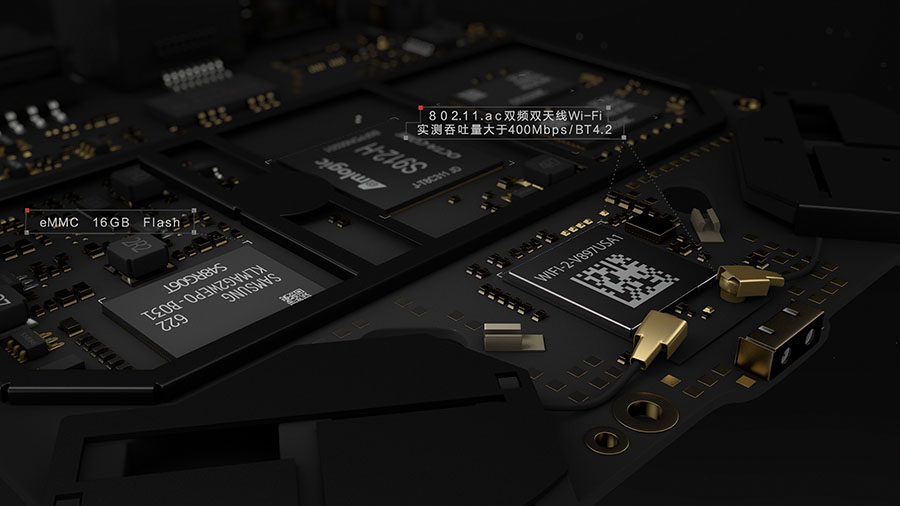 802.11.ac双频双天线Wi-Fi
实测吞吐量大于400Mbps/BT4.2
eMMC 16GB Flash
Amlogic
S912-H
WIFI-2-V897USA1
SAMSUNG
KLMAG2WEPD-B031
622